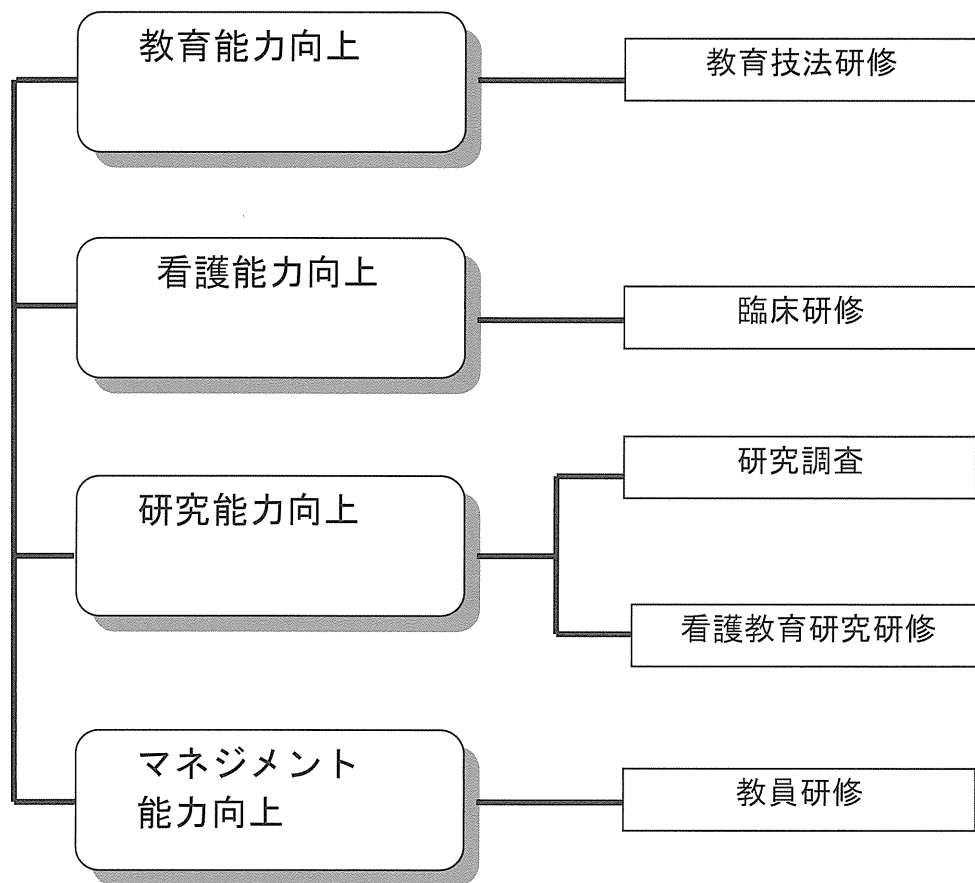 教育能力向上
教育技法研修
看護能力向上
臨床研修
研究能力向上
研究調査
看護教育研究研修
マネジメント
能力向上
教員研修